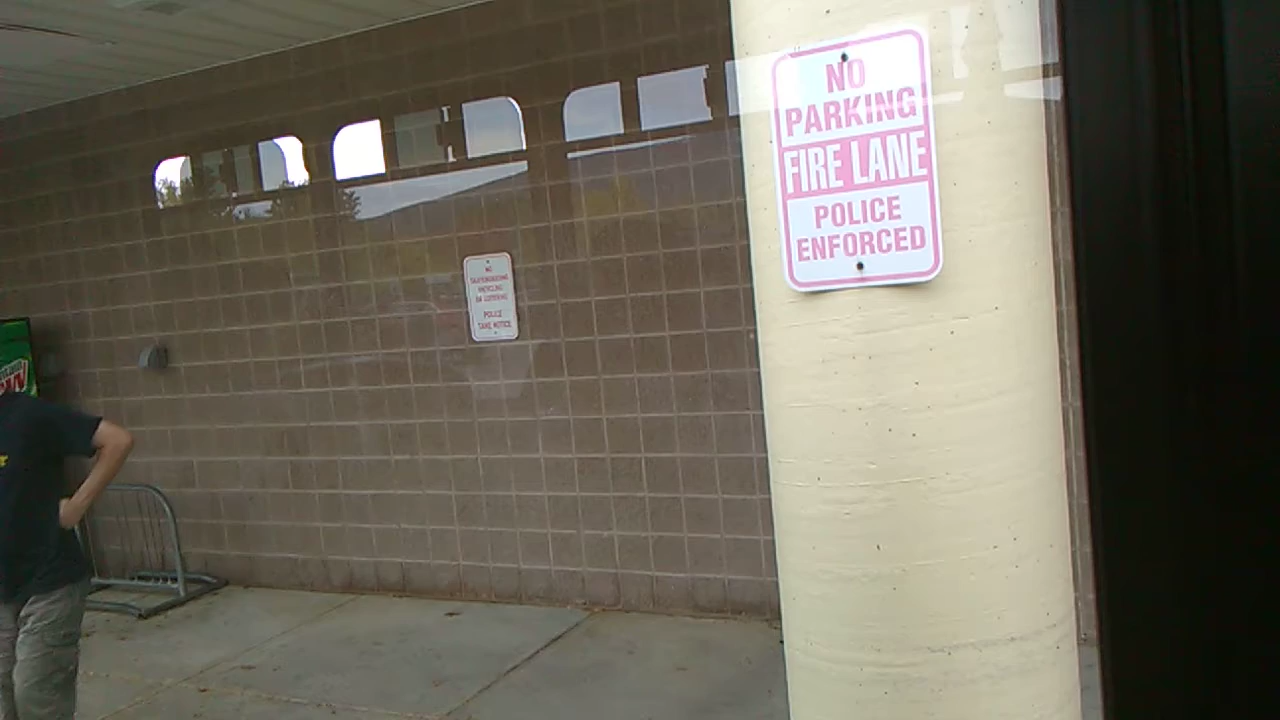 NO
PARKING
FIRE LANE
POLICE
ENFORCED
NO
SKATEBOARDING
BICYCLING
OR LOITERING
POLICE
TAKE NOTICE